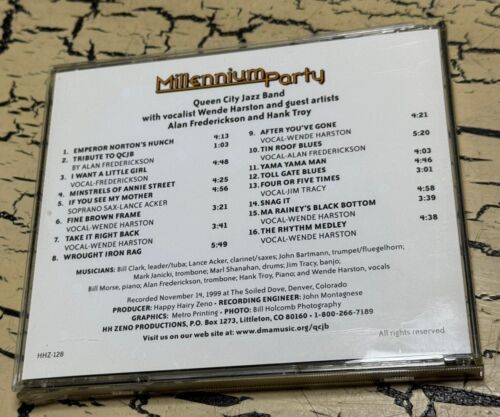 Millennium Party
Queen City Jazz Band
with vocalist Wende Harston and guest artists
Alan Frederickson and Hank Troy
1. EMPEROR NORTON'S HUNCH 4:13
2. TRIBUTE TO QCJB 1:03
BY ALAN FREDERICKSON
3. I WANT A LITTLE GIRL 4:48
VOCAL-FREDERICKSON
4. MINSTRELS OF ANNIE STREET 4:25
5. IF YOU SEE MY MOTHER 4:56
SOPRANO SAX-LANCE ACKER
6. FINE BROWN FRAME 3:21
VOCAL-WENDE HARSTON
7. TAKE IT RIGHT BACK 3:41
VOCAL-WENDE HARSTON
8. WROUGHT IRON RAG 5:49
9. AFTER YOU'VE GONE 4:21
VOCAL-WENDE HARSTON
10. TIN ROOF BLUES 5:20
VOCAL-ALAN FREDERICKSON
11. YAMA YAMA MAN 4:03
12. TOLL GATE BLUES 4:46
13. FOUR OR FIVE TIMES 3:01
VOCAL-JIM TRACY
14. SNAG IT 4:58
15. MA RAINEY'S BLACK BOTTOM 3:39
VOCAL-WENDE HARSTON
16. THE RHYTHM MEDLEY 4:38
VOCAL-WENDE HARSTON
MUSICIANS: Bill Clark, leader/tuba; Lance Acker, clarinet/saxes; John Bartmann, trumpet/fluegelhorn;
Mark Janicki, trombone; Marl Shanahan, drums; Jim Tracy, banjo;
Bill Morse, piano; Alan Frederickson, trombone; Hank Troy, Piano; and Wende Harston, vocals
Recorded November 14, 1999 at The Soiled Dove, Denver, Colorado
PRODUCER: Happy Hairy Zeno • RECORDING ENGINEER: John Montagnese
GRAPHICS: Metro Printing • PHOTO: Bill Holcomb Photography
HH ZENO PRODUCTIONS, P.O. Box 1273, Littleton, CO 80160 • 1-800-266-7189
Visit us on our web site at: www.dmamusic.org/qcjb
HHZ-128
All rights reserved